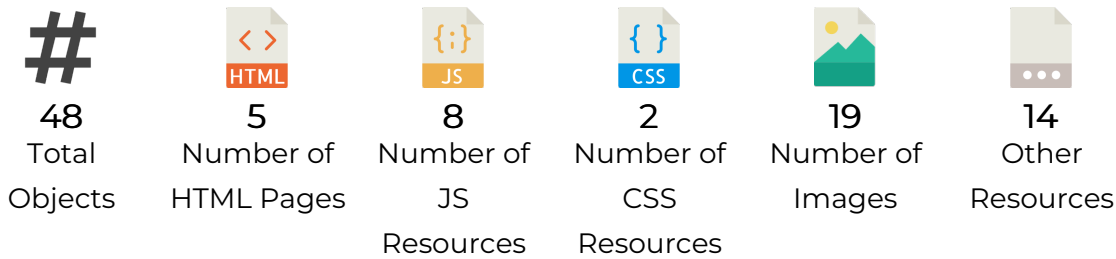 #
< > HTML
{;} JS
{ } CSS
48
Total
Objects
5
Number of
HTML Pages
8
Number of
JS
Resources
2
Number of
CSS
Resources
19
Number of
Images
14
Other
Resources